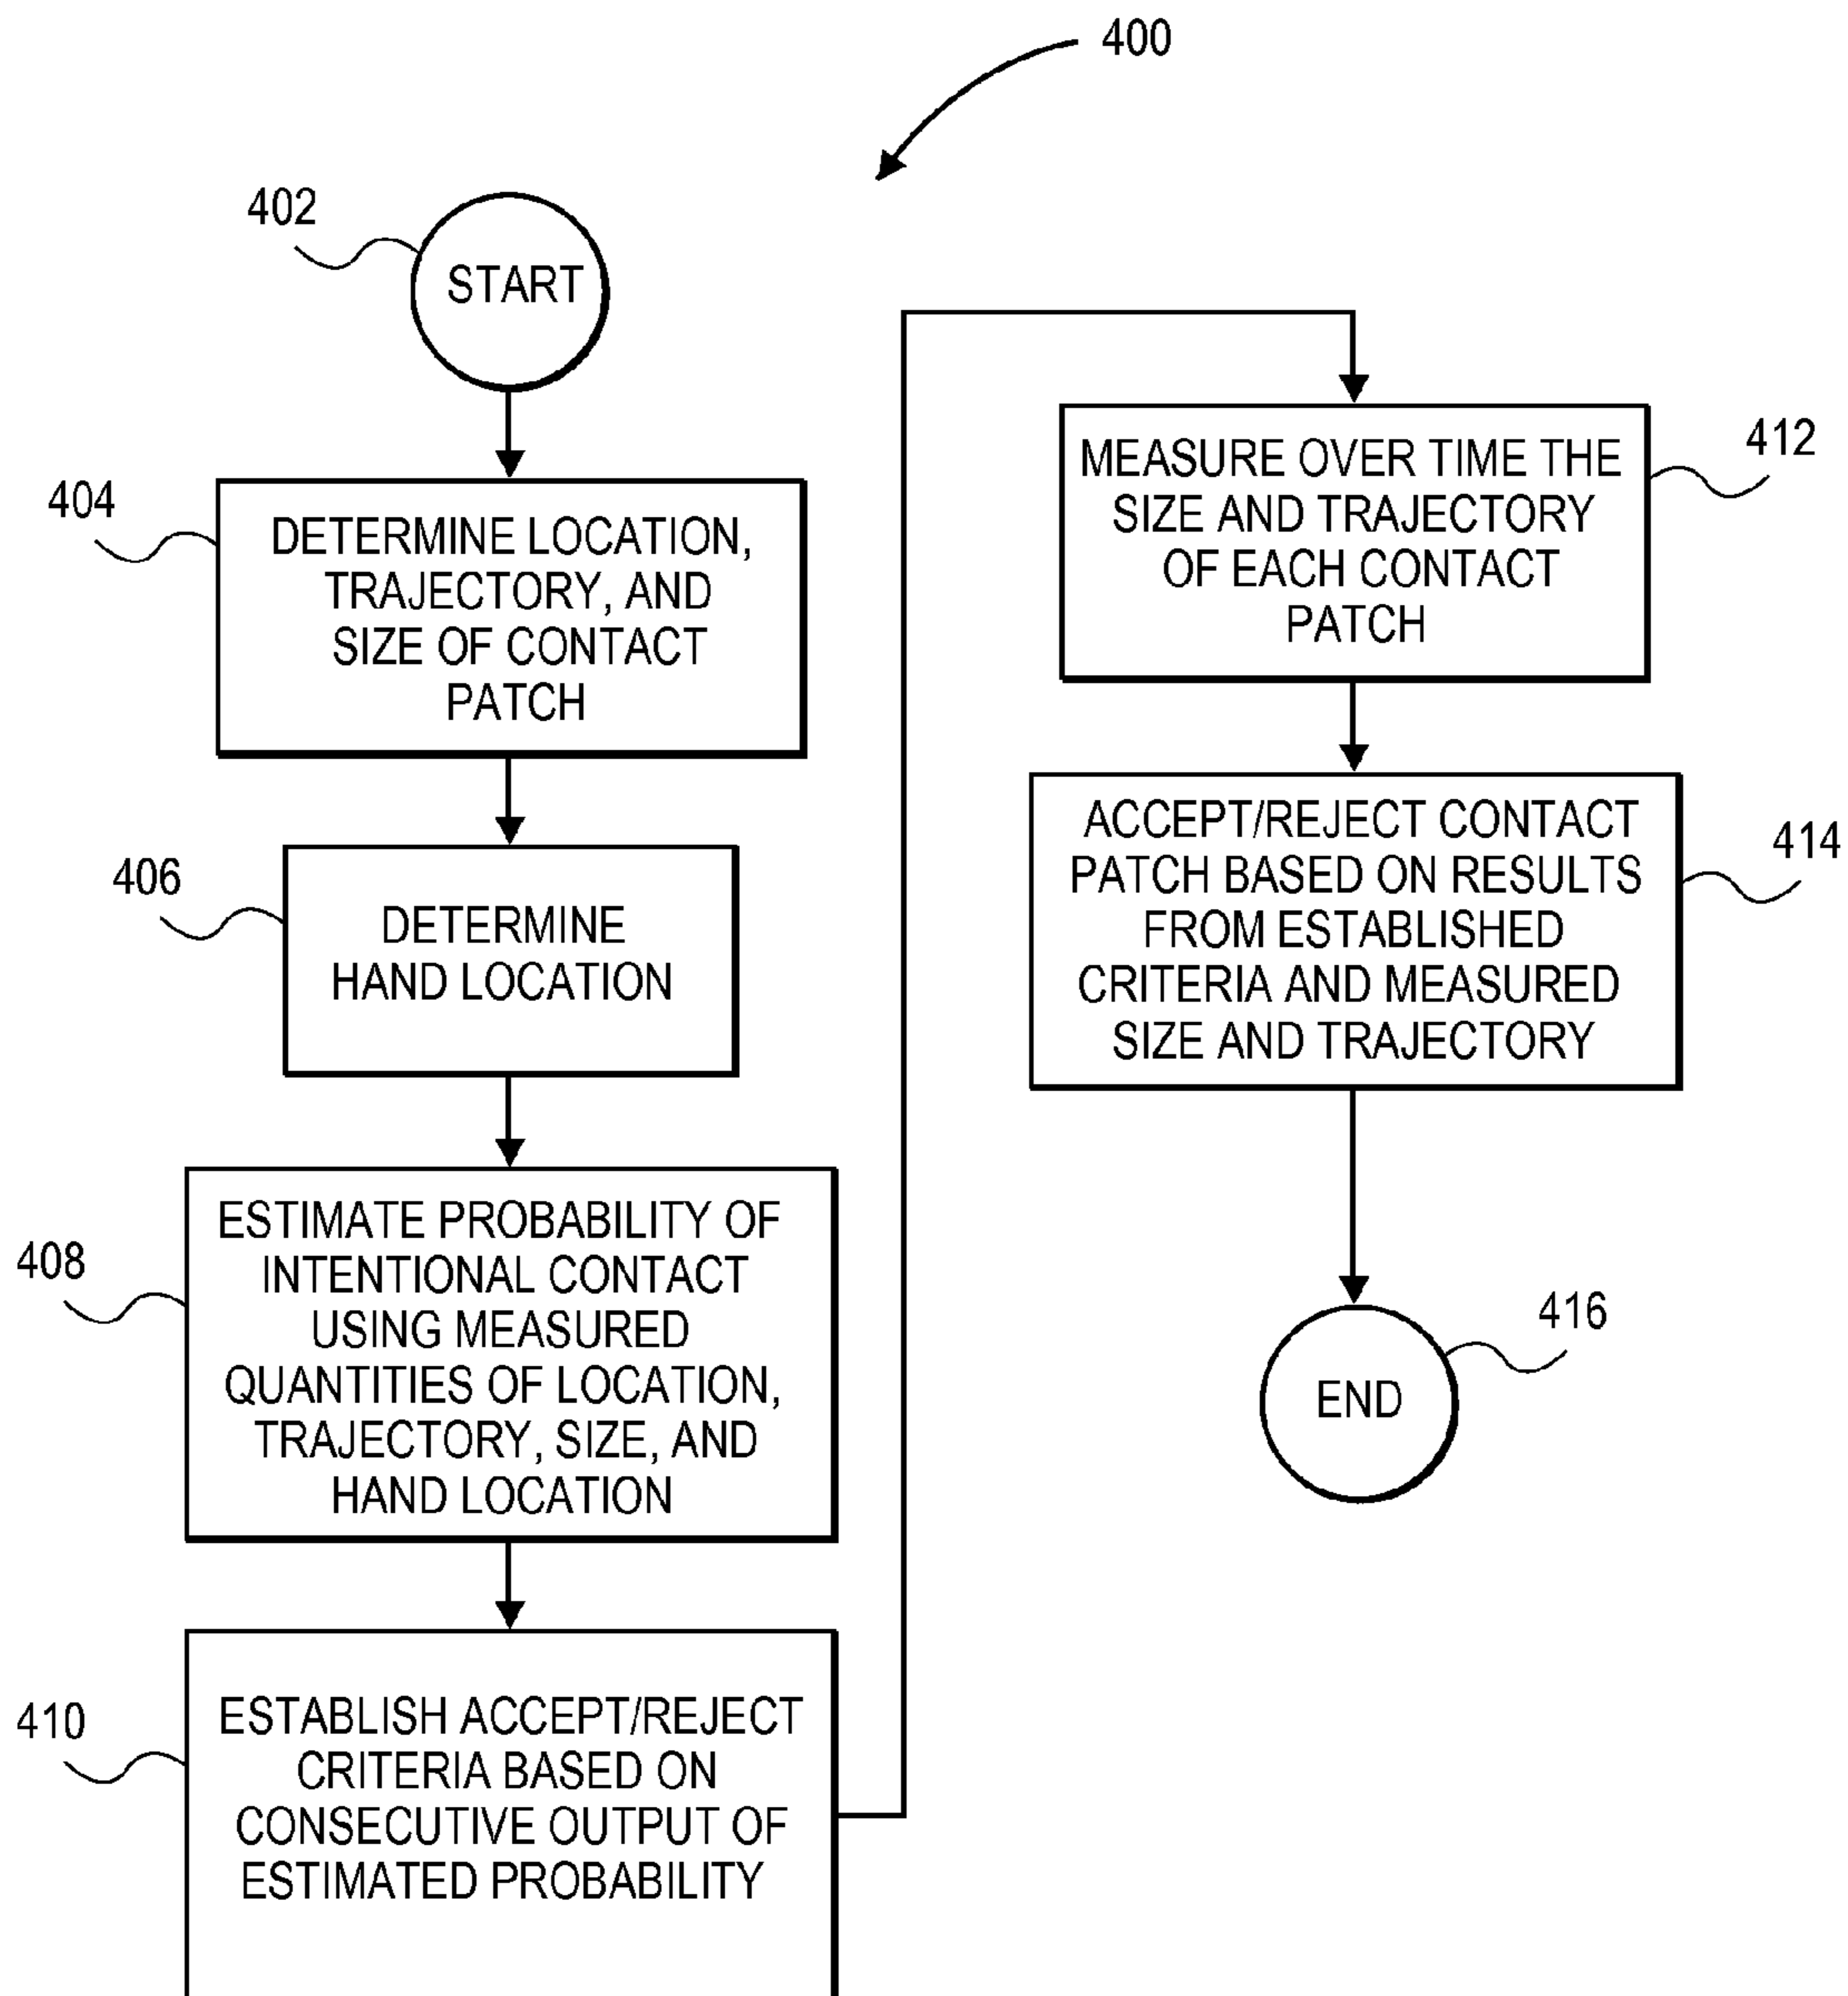 400
402
START
404
DETERMINE LOCATION,
TRAJECTORY, AND
SIZE OF CONTACT
PATCH
406
DETERMINE
HAND LOCATION
408
ESTIMATE PROBABILITY OF
INTENTIONAL CONTACT
USING MEASURED
QUANTITIES OF LOCATION,
TRAJECTORY, SIZE, AND
HAND LOCATION
410
ESTABLISH ACCEPT/REJECT
CRITERIA BASED ON
CONSECUTIVE OUTPUT OF
ESTIMATED PROBABILITY
412
MEASURE OVER TIME THE
SIZE AND TRAJECTORY
OF EACH CONTACT
PATCH
414
ACCEPT/REJECT CONTACT
PATCH BASED ON RESULTS
FROM ESTABLISHED
CRITERIA AND MEASURED
SIZE AND TRAJECTORY
416
END